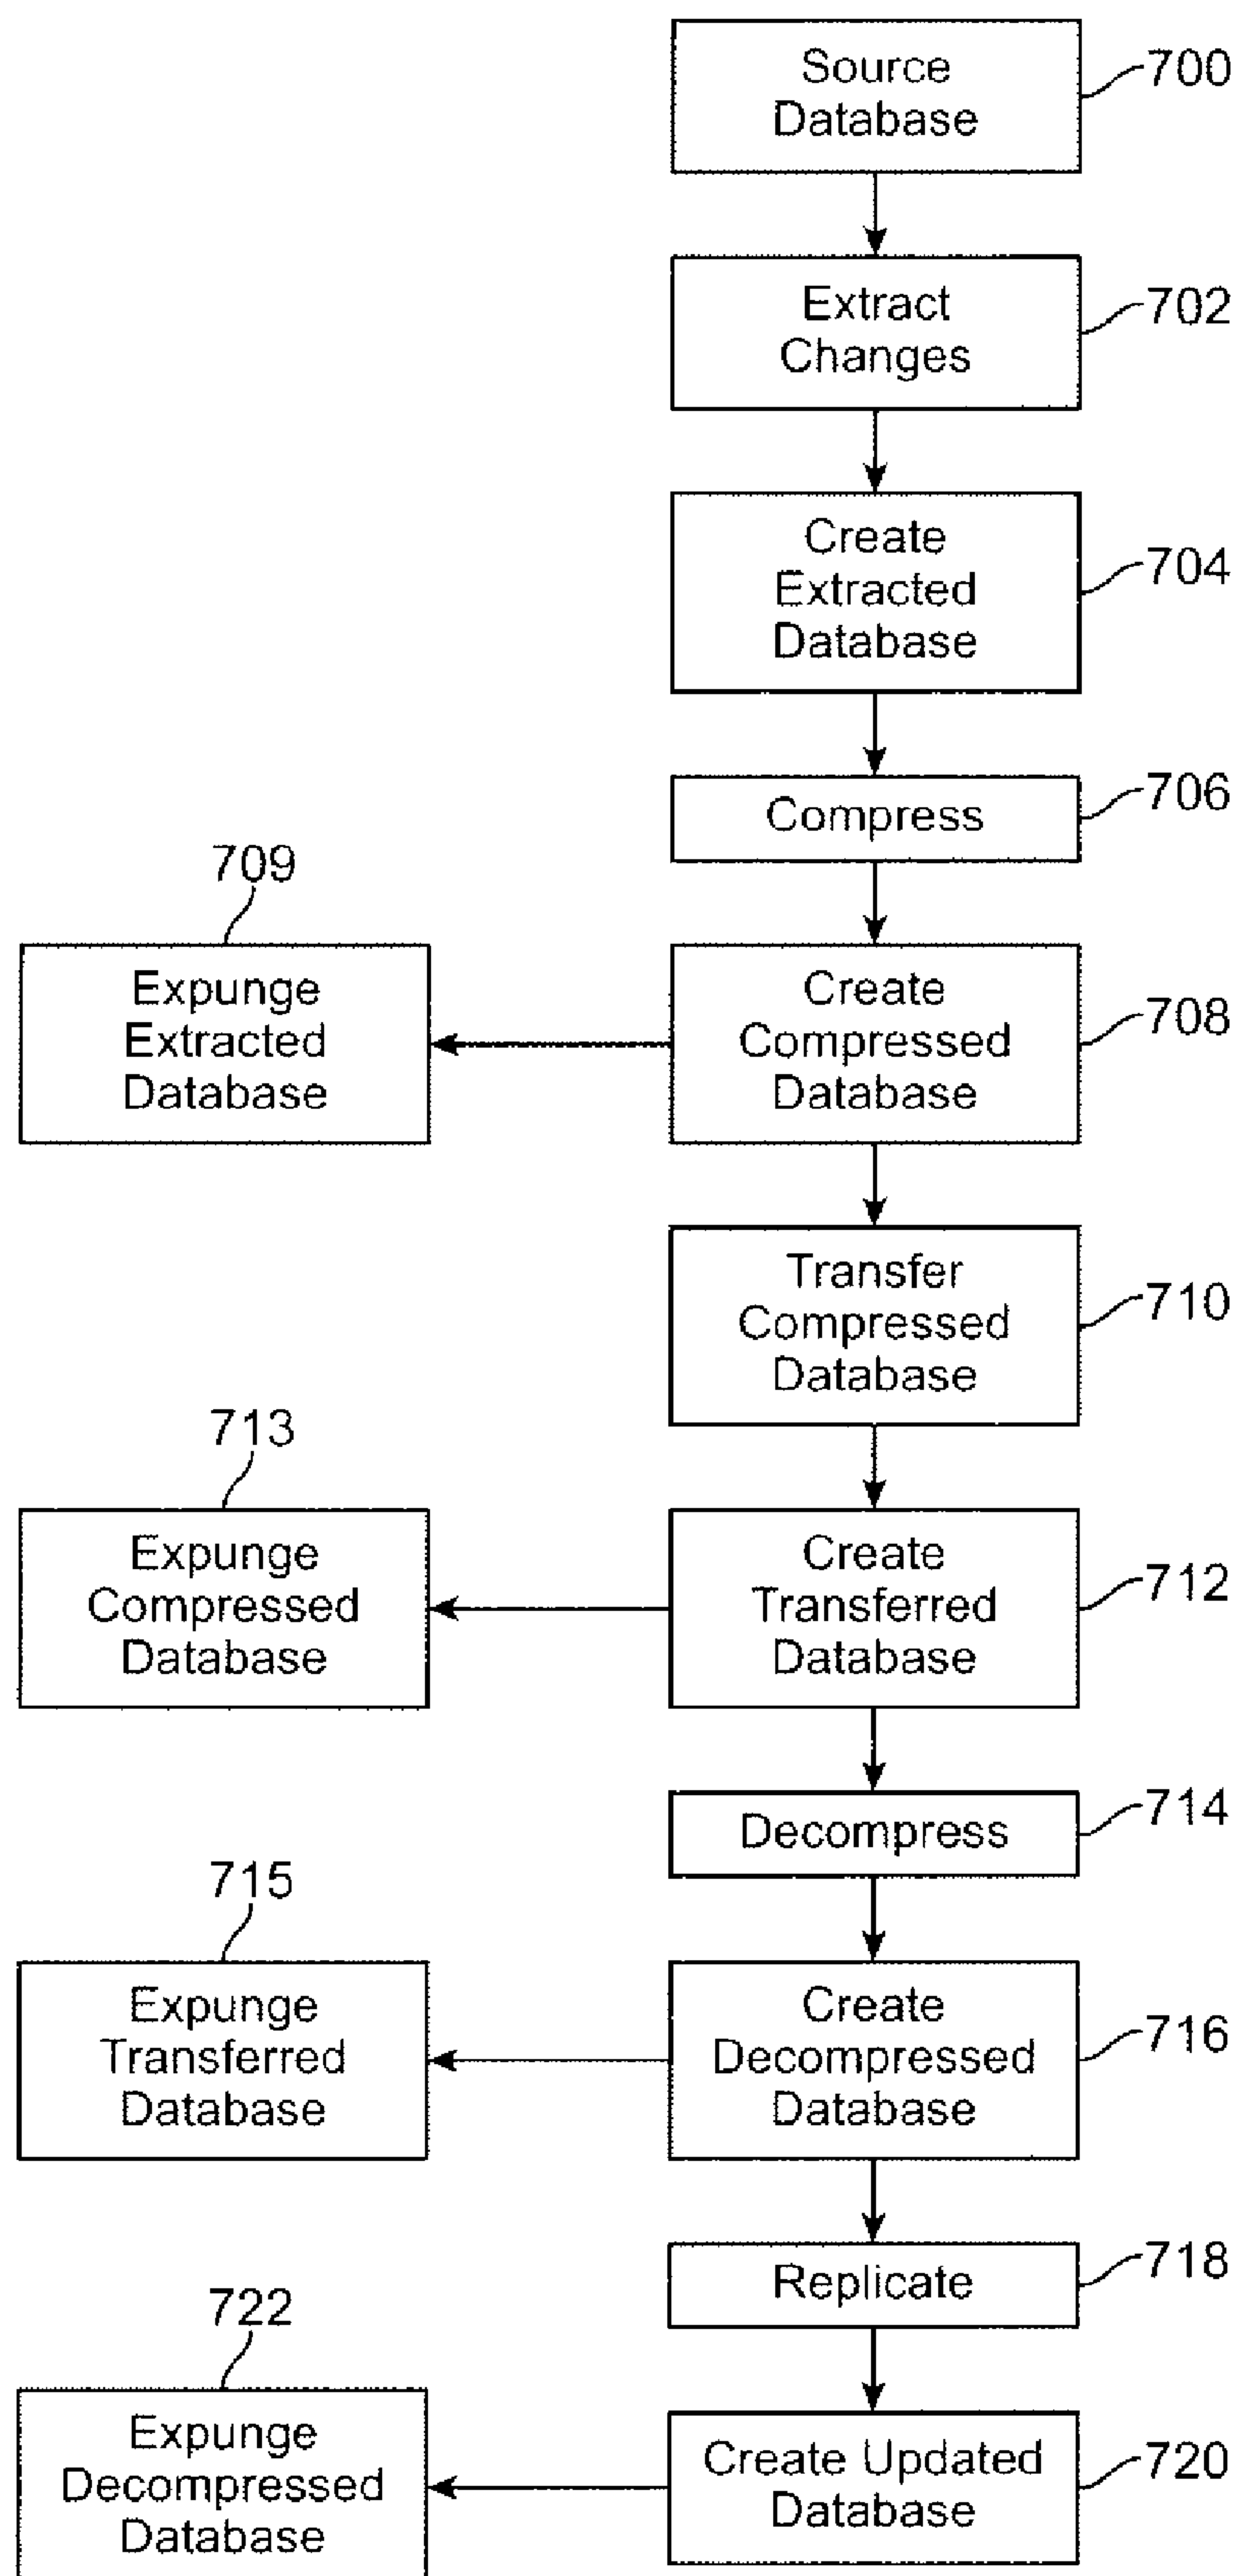 Source
Database
700
Extract
Changes
702
Create
Extracted
Database
704
Compress
706
709
Expunge
Extracted
Database
Create
Compressed
Database
708
Transfer
Compressed
Database
710
713
Expunge
Compressed
Database
Create
Transferred
Database
712
Decompress
714
715
Expunge
Transferred
Database
Create
Decompressed
Database
716
Replicate
718
722
Expunge
Decompressed
Database
Create Updated
Database
720